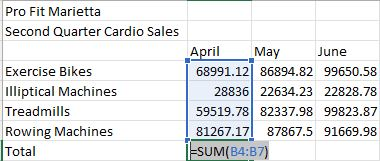 Pro Fit Marietta
Second Quarter Cardio Sales
April May June
Exercise Bikes 68991.12 86894.82 99650.58
Illiptical Machines 28836 22634.23 22828.78
Treadmills 59519.78 82337.98 99823.87
Rowing Machines 81267.17 87867.5 91669.98
Total =SUM(B4:B7)